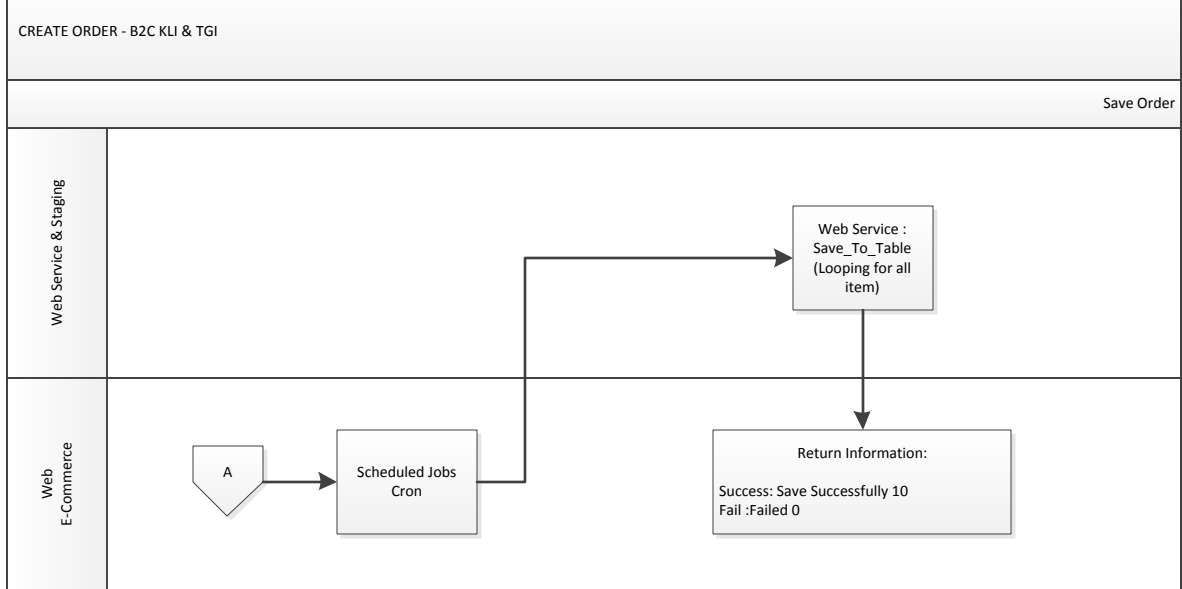 CREATE ORDER - B2C KLI & TGI
Save Order
Web Service & Staging
Web Service :
Save_To_Table
(Looping for all
item)
Web
E-Commerce
A
Scheduled Jobs
Cron
Return Information:
Success: Save Successfully 10
Fail :Failed 0